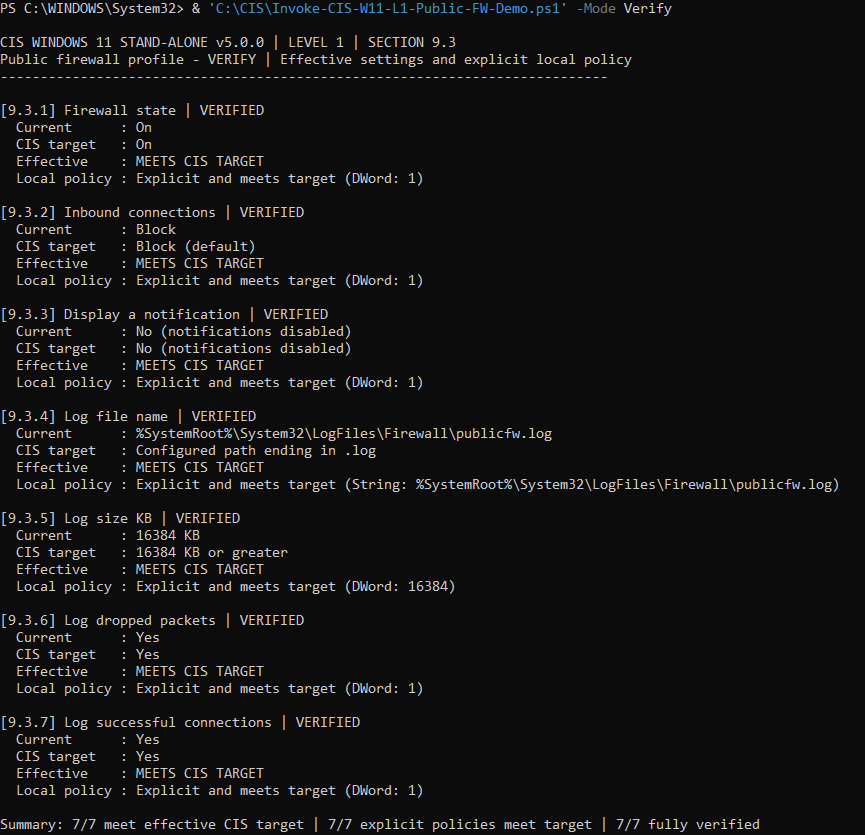 PS C:\WINDOWS\System32> & 'C:\CIS\Invoke-CIS-W11-L1-Public-FW-Demo.ps1' -Mode Verify
CIS WINDOWS 11 STAND-ALONE v5.0.0 | LEVEL 1 | SECTION 9.3
Public firewall profile - VERIFY | Effective settings and explicit local policy
----------------------------------------------------------------------------
[9.3.1] Firewall state | VERIFIED
Current      : On
CIS target   : On
Effective    : MEETS CIS TARGET
Local policy : Explicit and meets target (DWord: 1)
[9.3.2] Inbound connections | VERIFIED
Current      : Block
CIS target   : Block (default)
Effective    : MEETS CIS TARGET
Local policy : Explicit and meets target (DWord: 1)
[9.3.3] Display a notification | VERIFIED
Current      : No (notifications disabled)
CIS target   : No (notifications disabled)
Effective    : MEETS CIS TARGET
Local policy : Explicit and meets target (DWord: 1)
[9.3.4] Log file name | VERIFIED
Current      : %SystemRoot%\System32\LogFiles\Firewall\publicfw.log
CIS target   : Configured path ending in .log
Effective    : MEETS CIS TARGET
Local policy : Explicit and meets target (String: %SystemRoot%\System32\LogFiles\Firewall\publicfw.log)
[9.3.5] Log size KB | VERIFIED
Current      : 16384 KB
CIS target   : 16384 KB or greater
Effective    : MEETS CIS TARGET
Local policy : Explicit and meets target (DWord: 16384)
[9.3.6] Log dropped packets | VERIFIED
Current      : Yes
CIS target   : Yes
Effective    : MEETS CIS TARGET
Local policy : Explicit and meets target (DWord: 1)
[9.3.7] Log successful connections | VERIFIED
Current      : Yes
CIS target   : Yes
Effective    : MEETS CIS TARGET
Local policy : Explicit and meets target (DWord: 1)
Summary: 7/7 meet effective CIS target | 7/7 explicit policies meet target | 7/7 fully verified